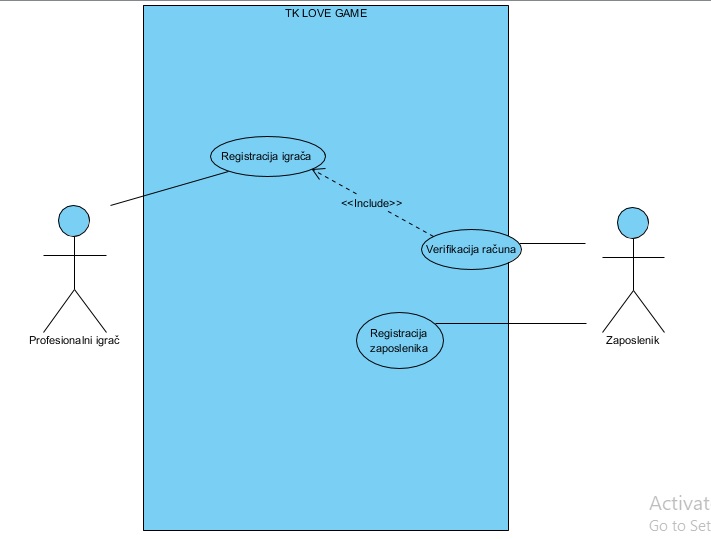 TK LOVE GAME
Registracija igrača
<<Include>>
Verifikacija računa
Registracija
zaposlenika
Profesionalni igrač
Zaposlenik
Activat
Go to Set